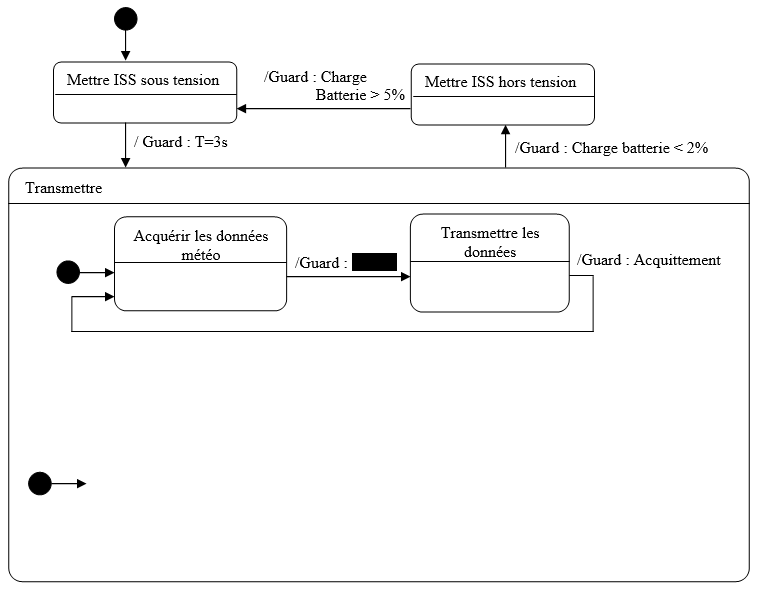 Mettre ISS sous tension
/Guard : Charge
Batterie > 5%
Mettre ISS hors tension
/ Guard : T=3s
/Guard : Charge batterie < 2%
Transmettre
Acquérir les données
météo
/Guard :
Transmettre les
données
/Guard : Acquittement